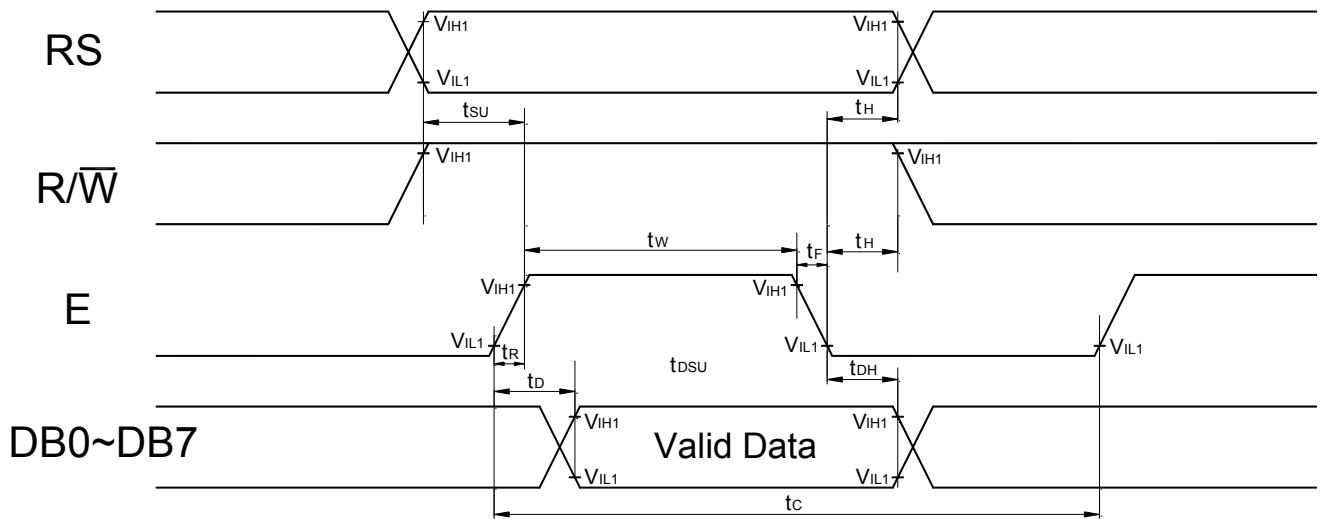 RS
VIH1
VIL1
VIH1
VIL1
tSU
tH
R/W̅
VIH1
VIH1
tW
tF
tH
E
VIH1
VIL1
VIH1
VIL1
VIL1
tR
tD
tDSU
tDH
DB0~DB7
VIH1
VIL1
Valid Data
VIH1
VIL1
tC